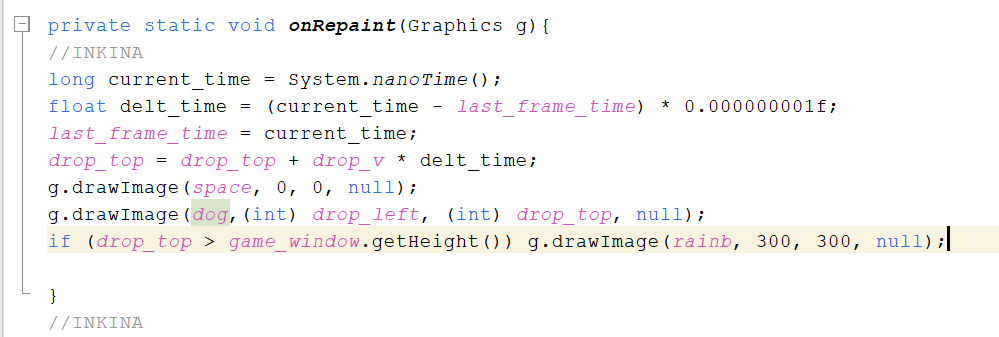 private static void onRepaint(Graphics g){
//INKINA
long current_time = System.nanoTime();
float delt_time = (current_time - last_frame_time) * 0.000000001f;
last_frame_time = current_time;
drop_top = drop_top + drop_v * delt_time;
g.drawImage(space, 0, 0, null);
g.drawImage(dog,(int) drop_left, (int) drop_top, null);
if (drop_top > game_window.getHeight()) g.drawImage(rainb, 300, 300, null);
}
//INKINA